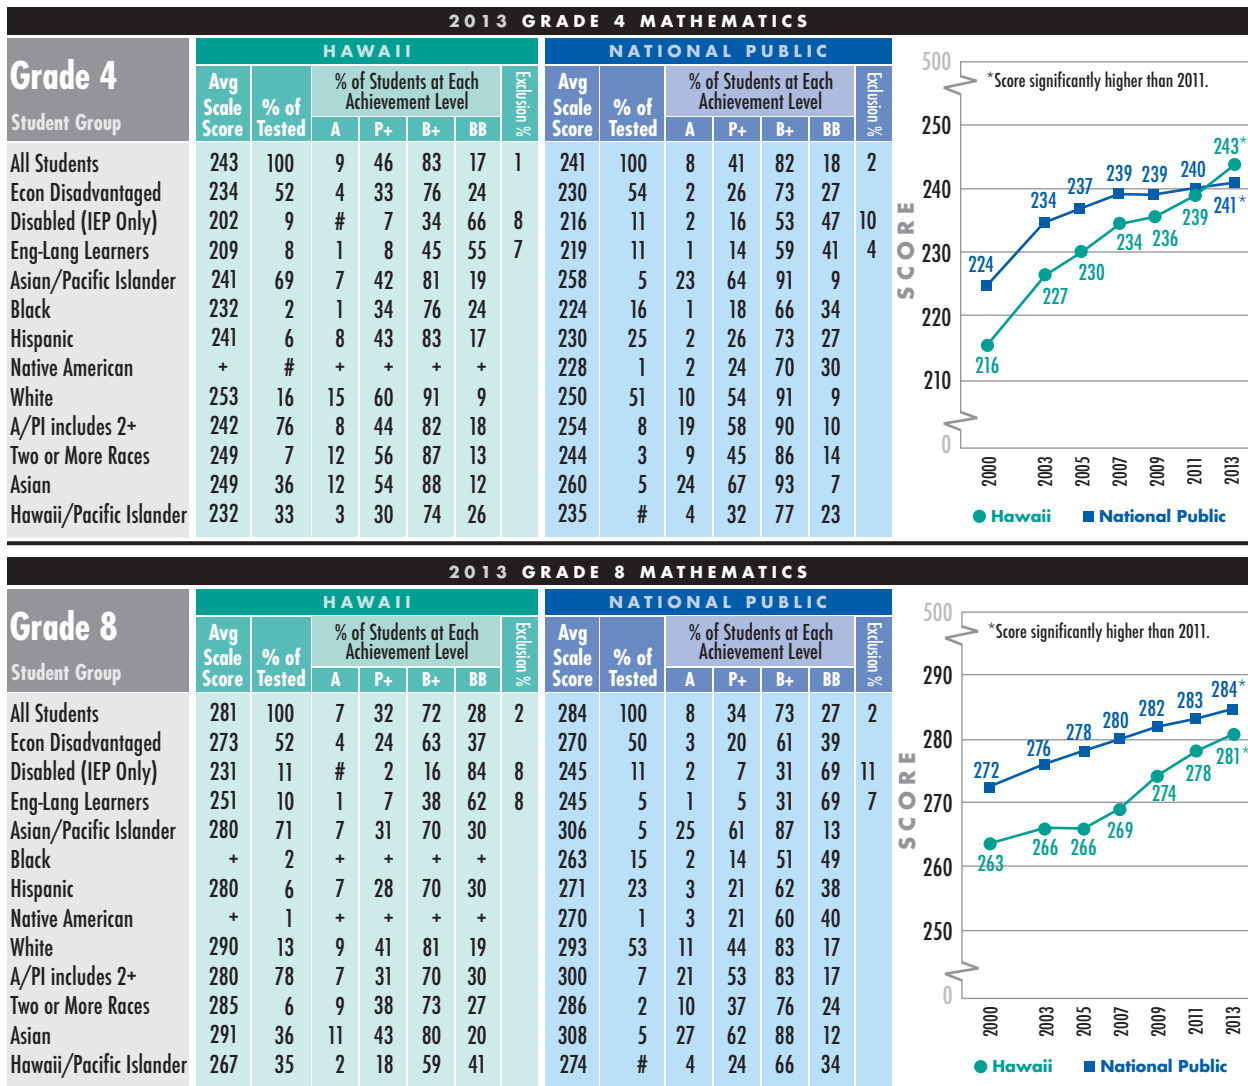 2013 GRADE 4 MATHEMATICS
Grade 4
Student Group
HAWAII
NATIONAL PUBLIC
Avg Scale Score % of Tested % of Students at Each Achievement Level A P+ B+ BB Exclusion %
Avg Scale Score % of Tested % of Students at Each Achievement Level A P+ B+ BB Exclusion %
All Students 243 100 9 46 83 17 1 241 100 8 41 82 18 2
Econ Disadvantaged 234 52 4 33 76 24 230 54 2 26 73 27
Disabled (IEP Only) 202 9 # 7 34 66 8 216 11 2 16 53 47 10
Eng-Lang Learners 209 8 1 8 45 55 7 219 11 1 14 59 41 4
Asian/Pacific Islander 241 69 7 42 81 19 258 5 23 64 91 9
Black 232 2 1 34 76 24 224 16 1 18 66 34
Hispanic 241 6 8 43 83 17 230 25 2 26 73 27
Native American + # + + + + 228 1 2 24 70 30
White 253 16 15 60 91 9 250 51 10 54 91 9
A/PI includes 2+ 242 76 8 44 82 18 254 8 19 58 90 10
Two or More Races 249 7 12 56 87 13 244 3 9 45 86 14
Asian 249 36 12 54 88 12 260 5 24 67 93 7
Hawaii/Pacific Islander 232 33 3 30 74 26 235 # 4 32 77 23
*Score significantly higher than 2011.
SCORE
500
250
240
230
220
210
0
224 234 237 239 239 240 241*
216 227 230 234 236 239 243*
2000 2003 2005 2007 2009 2011 2013
Hawaii National Public
2013 GRADE 8 MATHEMATICS
Grade 8
Student Group
HAWAII
NATIONAL PUBLIC
Avg Scale Score % of Tested % of Students at Each Achievement Level A P+ B+ BB Exclusion %
Avg Scale Score % of Tested % of Students at Each Achievement Level A P+ B+ BB Exclusion %
All Students 281 100 7 32 72 28 2 284 100 8 34 73 27 2
Econ Disadvantaged 273 52 4 24 63 37 270 50 3 20 61 39
Disabled (IEP Only) 231 11 # 2 16 84 8 245 11 2 7 31 69 11
Eng-Lang Learners 251 10 1 7 38 62 8 245 5 1 5 31 69 7
Asian/Pacific Islander 280 71 7 31 70 30 306 5 25 61 87 13
Black + 2 + + + + 263 15 2 14 51 49
Hispanic 280 6 7 28 70 30 271 23 3 21 62 38
Native American + 1 + + + + 270 1 3 21 60 40
White 290 13 9 41 81 19 293 53 11 44 83 17
A/PI includes 2+ 280 78 7 31 70 30 300 7 21 53 83 17
Two or More Races 285 6 9 38 73 27 286 2 10 37 76 24
Asian 291 36 11 43 80 20 308 5 27 62 88 12
Hawaii/Pacific Islander 267 35 2 18 59 41 274 # 4 24 66 34
*Score significantly higher than 2011.
SCORE
500
290
280
270
260
250
0
272 276 278 280 282 283 284*
263 266 266 269 274 278 281*
2000 2003 2005 2007 2009 2011 2013
Hawaii National Public